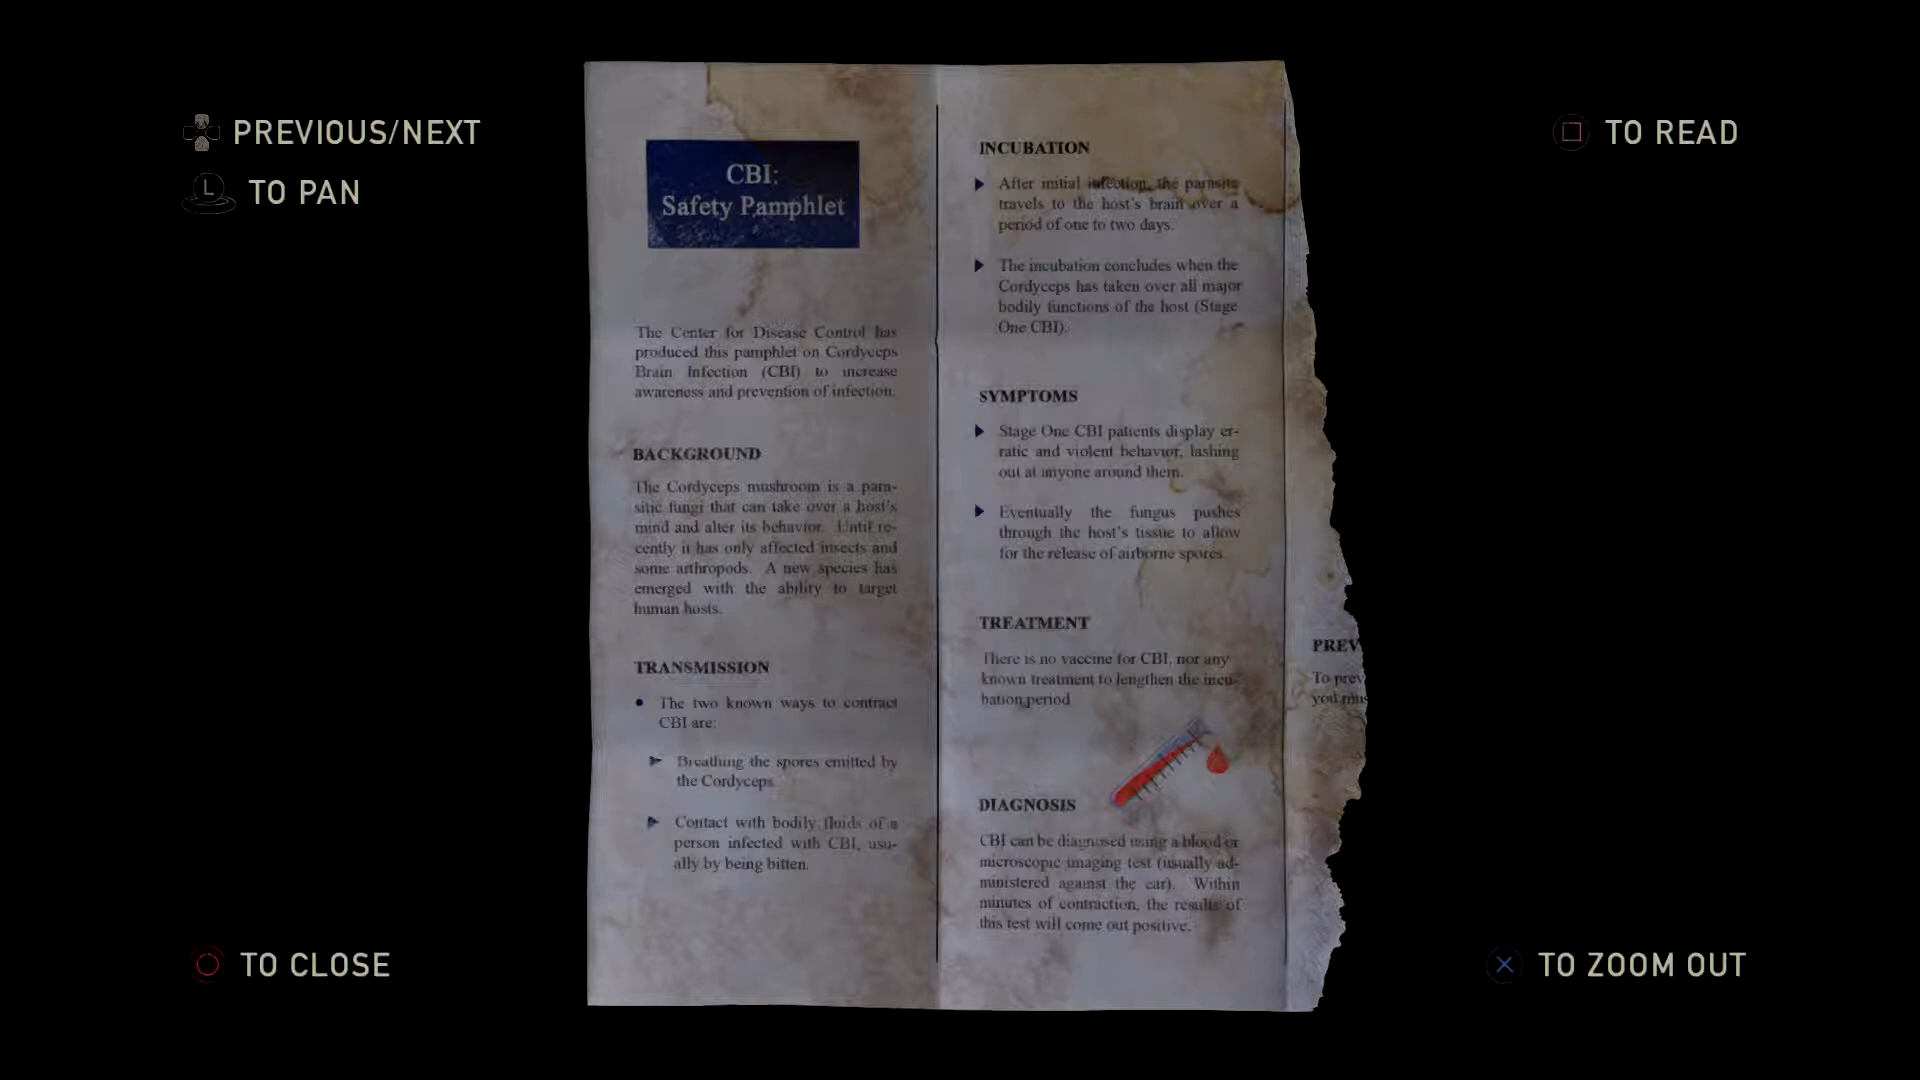 PREVIOUS/NEXT
L TO PAN
TO READ
CBI:
Safety Pamphlet
The Center for Disease Control has
produced this pamphlet on Cordyceps
Brain Infection (CBI) to increase
awareness and prevention of infection.
BACKGROUND
The Cordyceps mushroom is a para-
sitic fungi that can take over a host's
mind and alter its behavior. Until re-
cently it has only affected insects and
some arthropods. A new species has
emerged with the ability to target
human hosts.
TRANSMISSION
• The two known ways to contract
CBI are:
Breathing the spores emitted by
the Cordyceps
Contact with bodily fluids of a
person infected with CBI, usu-
ally by being bitten.
INCUBATION
After initial infection, the parasite
travels to the host's brain over a
period of one to two days.
The incubation concludes when the
Cordyceps has taken over all major
bodily functions of the host (Stage
One CBI).
SYMPTOMS
Stage One CBI patients display er-
ratic and violent behavior, lashing
out at anyone around them.
Eventually the fungus pushes
through the host's tissue to allow
for the release of airborne spores.
TREATMENT
There is no vaccine for CBI, nor any
known treatment to lengthen the incu-
bation period
DIAGNOSIS
CBI can be diagnosed using a blood or
microscopic imaging test (usually ad-
ministered against the ear). Within
minutes of contraction, the results of
this test will come out positive.
PREV
To prev
you mus
TO CLOSE
TO ZOOM OUT